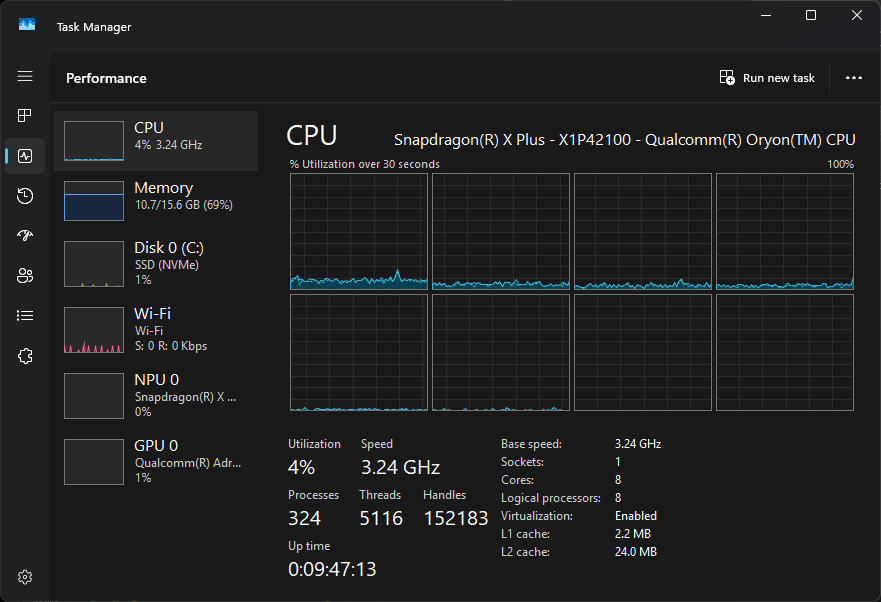 Task Manager
Performance
Run new task
CPU
4% 3.24 GHz
Memory
10.7/15.6 GB (69%)
Disk 0 (C:)
SSD (NVMe)
1%
Wi-Fi
Wi-Fi
S: 0 R: 0 Kbps
NPU 0
Snapdragon(R) X ...
0%
GPU 0
Qualcomm(R) Adr...
1%
CPU
Snapdragon(R) X Plus - X1P42100 - Qualcomm(R) Oryon(TM) CPU
% Utilization over 30 seconds 100%
Utilization Speed
4% 3.24 GHz
Processes Threads Handles
324 5116 152183
Up time
0:09:47:13
Base speed: 3.24 GHz
Sockets: 1
Cores: 8
Logical processors: 8
Virtualization: Enabled
L1 cache: 2.2 MB
L2 cache: 24.0 MB